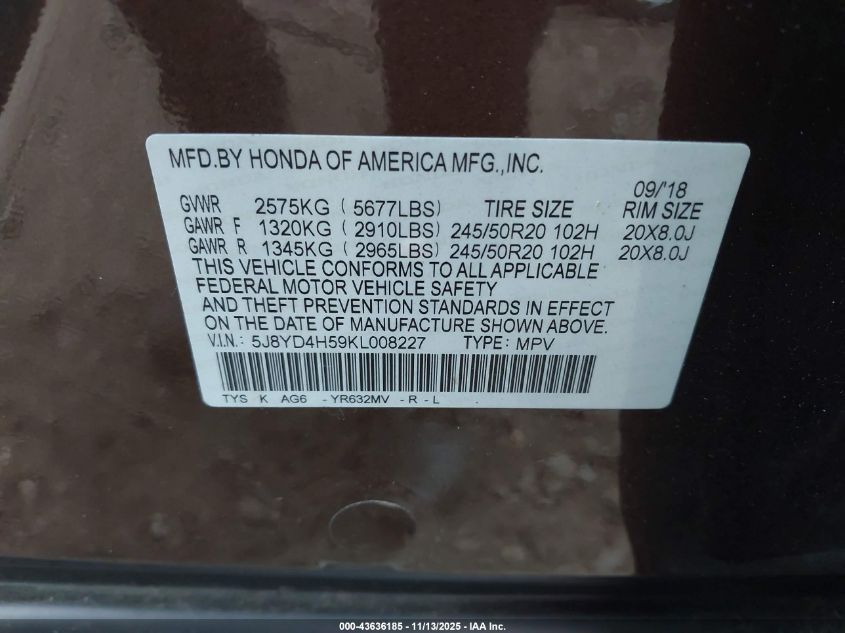 MFD.BY HONDA OF AMERICA MFG.,INC.
09/'18
GVWR 2575KG ( 5677LBS) TIRE SIZE RIM SIZE
GAWR F 1320KG ( 2910LBS) 245/50R20 102H 20X8.0J
GAWR R 1345KG ( 2965LBS) 245/50R20 102H 20X8.0J
THIS VEHICLE CONFORMS TO ALL APPLICABLE
FEDERAL MOTOR VEHICLE SAFETY
AND THEFT PREVENTION STANDARDS IN EFFECT
ON THE DATE OF MANUFACTURE SHOWN ABOVE.
V.I.N.: 5J8YD4H59KL008227 TYPE: MPV
TYS K AG6 -YR632MV -R-L
000-43636185 - 11/13/2025 - IAA Inc.